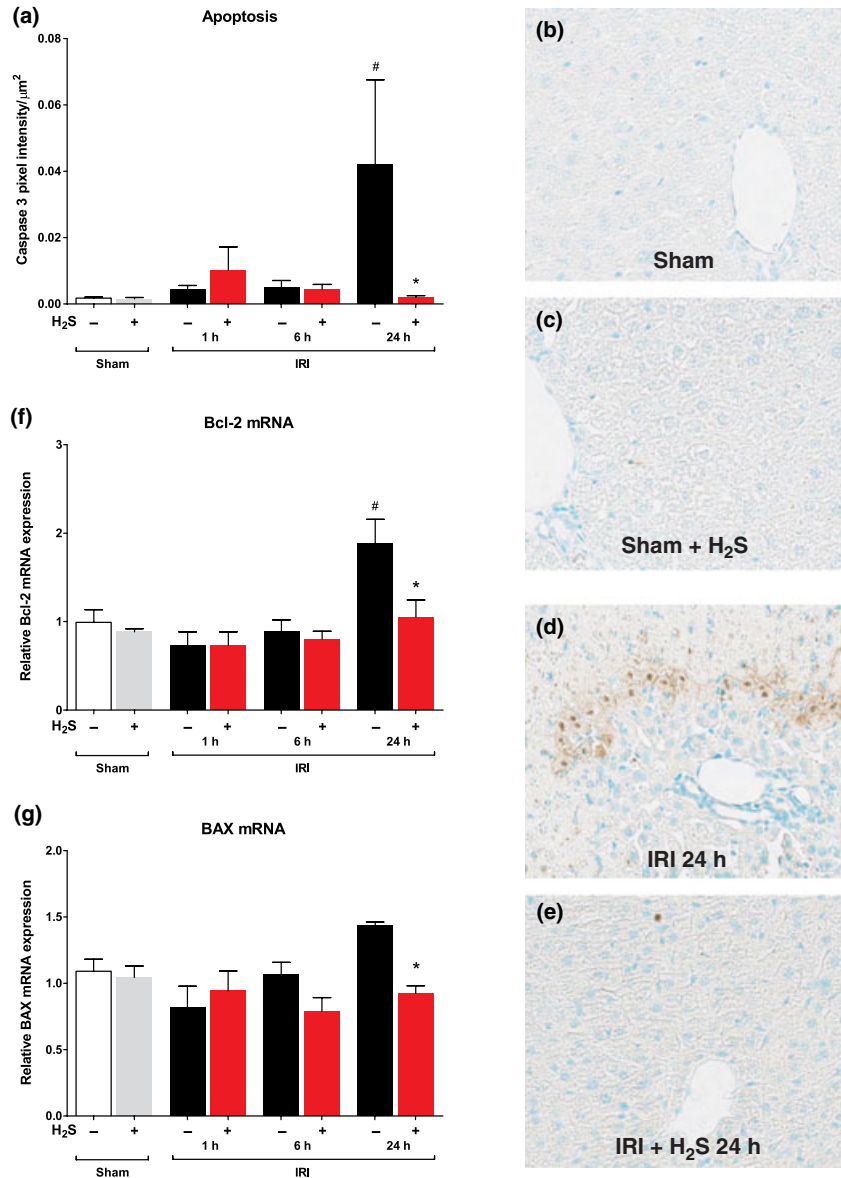 (a)
Apoptosis
Caspase 3 pixel intensity/μm²
0.08
0.06
0.04
0.02
0.00
#
*
H₂S – + – + – + – +
1 h 6 h 24 h
Sham IRI
(b)
Sham
(c)
Sham + H₂S
(f)
Bcl-2 mRNA
Relative Bcl-2 mRNA expression
3
2
1
0
#
*
H₂S – + – + – + – +
1 h 6 h 24 h
Sham IRI
(d)
IRI 24 h
(g)
BAX mRNA
Relative BAX mRNA expression
2.0
1.5
1.0
0.5
0.0
*
H₂S – + – + – + – +
1 h 6 h 24 h
Sham IRI
(e)
IRI + H₂S 24 h